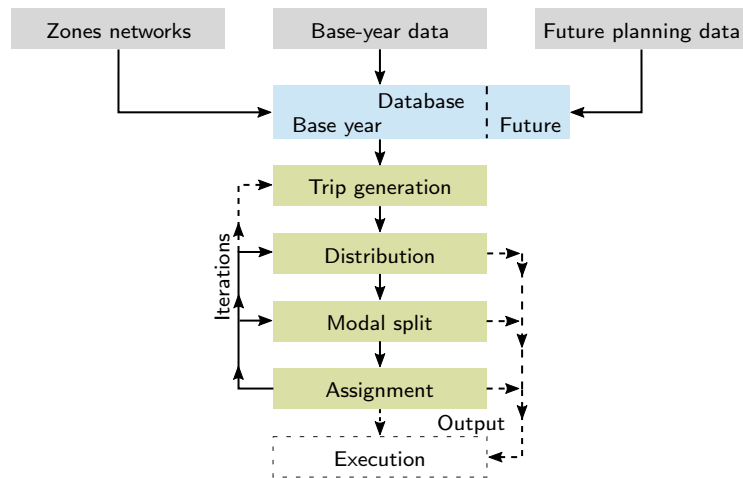 Zones networks
Base-year data
Future planning data
Database
Base year
Future
Trip generation
Iterations
Distribution
Modal split
Assignment
Output
Execution